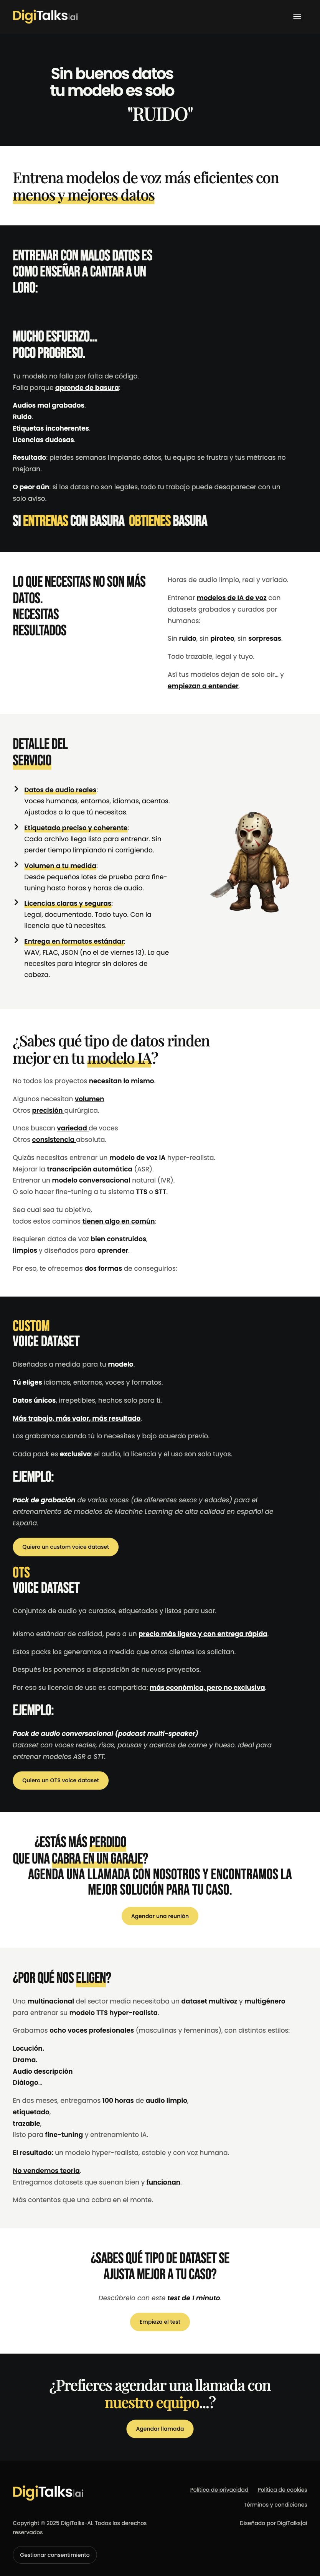 DigiTalks|ai
Sin buenos datos
tu modelo es solo
"RUIDO"
Entrena modelos de voz más eficientes con
menos y mejores datos
ENTRENAR CON MALOS DATOS ES
COMO ENSEÑAR A CANTAR A UN
LORO:
MUCHO ESFUERZO...
POCO PROGRESO.
Tu modelo no falla por falta de código.
Falla porque aprende de basura:
Audios mal grabados.
Ruido.
Etiquetas incoherentes.
Licencias dudosas.
Resultado: pierdes semanas limpiando datos, tu equipo se frustra y tus métricas no
mejoran.
O peor aún: si los datos no son legales, todo tu trabajo puede desaparecer con un
solo aviso.
SI ENTRENAS CON BASURA OBTIENES BASURA
LO QUE NECESITAS NO SON MÁS
DATOS.
NECESITAS
RESULTADOS
Horas de audio limpio, real y variado.
Entrenar modelos de IA de voz con
datasets grabados y curados por
humanos:
Sin ruido, sin pirateo, sin sorpresas.
Todo trazable, legal y tuyo.
Así tus modelos dejan de solo oir... y
empiezan a entender.
DETALLE DEL
SERVICIO
Datos de audio reales:
Voces humanas, entornos, idiomas, acentos.
Ajustados a lo que tú necesitas.
Etiquetado preciso y coherente:
Cada archivo llega listo para entrenar. Sin
perder tiempo limpiando ni corrigiendo.
Volumen a tu medida:
Desde pequeños lotes de prueba para fine-
tuning hasta horas y horas de audio.
Licencias claras y seguras:
Legal, documentada. Todo tuyo. Con la
licencia que tú necesites.
Entrega en formatos estándar:
WAV, FLAC, JSON (no el de viernes 13). Lo que
necesites para integrar sin dolores de
cabeza.
¿Sabes qué tipo de datos rinden
mejor en tu modelo IA?
No todos los proyectos necesitan lo mismo.
Algunos necesitan volumen
Otros precisión quirúrgica.
Unos buscan variedad de voces
Otros consistencia absoluta.
Quizás necesitas entrenar un modelo de voz IA hyper-realista.
Mejorar la transcripción automática (ASR).
Entrenar un modelo conversacional natural (IVR).
O solo hacer fine-tuning a tu sistema TTS o STT.
Sea cual sea tu objetivo,
todos estos caminos tienen algo en común:
Requieren datos de voz bien construidos,
limpios y diseñados para aprender.
Por eso, te ofrecemos dos formas de conseguirlos:
CUSTOM
VOICE DATASET
Diseñados a medida para tu modelo.
Tú eliges idiomas, entornos, voces y formatos.
Datos únicos, irrepetibles, hechos solo para ti.
Más trabajo, más valor, más resultado.
Los grabamos cuando tú lo necesites y bajo acuerdo previo.
Cada pack es exclusivo: el audio, la licencia y el uso son solo tuyos.
EJEMPLO:
Pack de grabación de varias voces (de diferentes sexos y edades) para el
entrenamiento de modelos de Machine Learning de alta calidad en español de
España.
Quiero un custom voice dataset
OTS
VOICE DATASET
Conjuntos de audio ya curados, etiquetados y listos para usar.
Mismo estándar de calidad, pero a un precio más ligero y con entrega rápida.
Estos packs los generamos a medida que otros clientes los solicitan.
Después los ponemos a disposición de nuevos proyectos.
Por eso su licencia de uso es compartida: más económica, pero no exclusiva.
EJEMPLO:
Pack de audio conversacional (podcast multi-speaker)
Dataset con voces reales, risas, pausas y acentos de carne y hueso. Ideal para
entrenar modelos ASR o STT.
Quiero un OTS voice dataset
¿ESTÁS MÁS PERDIDO
QUE UNA CABRA EN UN GARAJE?
AGENDA UNA LLAMADA CON NOSOTROS Y ENCONTRAMOS LA
MEJOR SOLUCIÓN PARA TU CASO.
Agendar una reunión
¿POR QUÉ NOS ELIGEN?
Una multinacional del sector media necesitaba un dataset multivoz y multigénero
para entrenar su modelo TTS hyper-realista.
Grabamos ocho voces profesionales (masculinas y femeninas), con distintos estilos:
Locución.
Drama.
Audio descripción
Diálogo...
En dos meses, entregamos 100 horas de audio limpio,
etiquetado,
trazable,
listo para fine-tuning y entrenamiento IA.
El resultado: un modelo hyper-realista, estable y con voz humana.
No vendemos teoría.
Entregamos datasets que suenan bien y funcionan.
Más contentos que una cabra en el monte.
¿SABES QUÉ TIPO DE DATASET SE
AJUSTA MEJOR A TU CASO?
Descúbrelo con este test de 1 minuto.
Empieza el test
¿Prefieres agendar una llamada con
nuestro equipo...?
Agendar llamada
DigiTalks|ai
Política de privacidad Política de cookies
Términos y condiciones
Copyright © 2025 DigiTalks-AI. Todos los derechos
reservados
Diseñado por DigiTalks|ai
Gestionar consentimiento